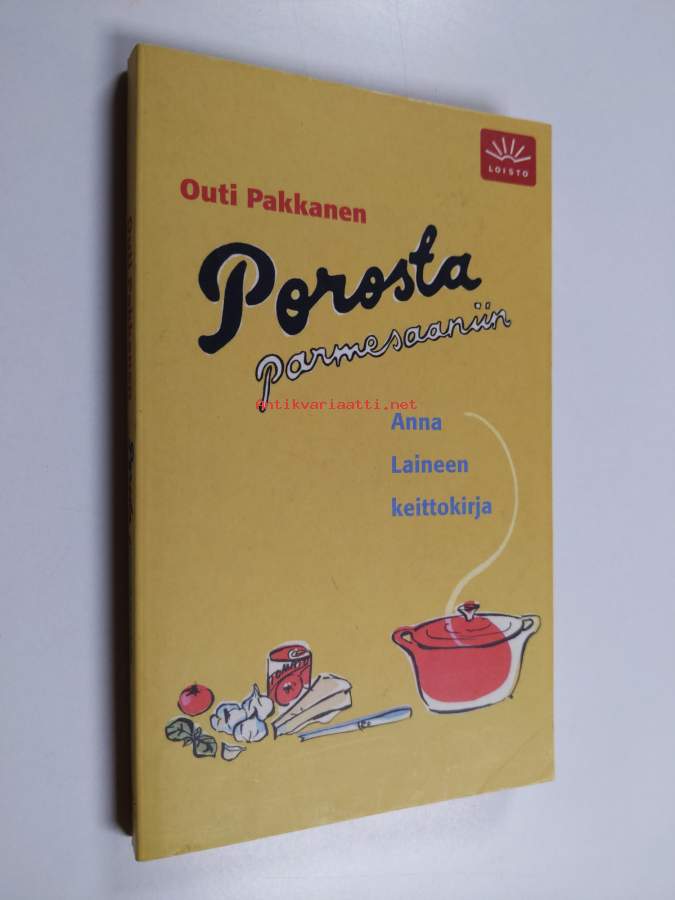 LOISTO
Outi Pakkanen
Porosta
parmesaaniin
Antikvariaatti.net
Anna
Laineen
keittokirja